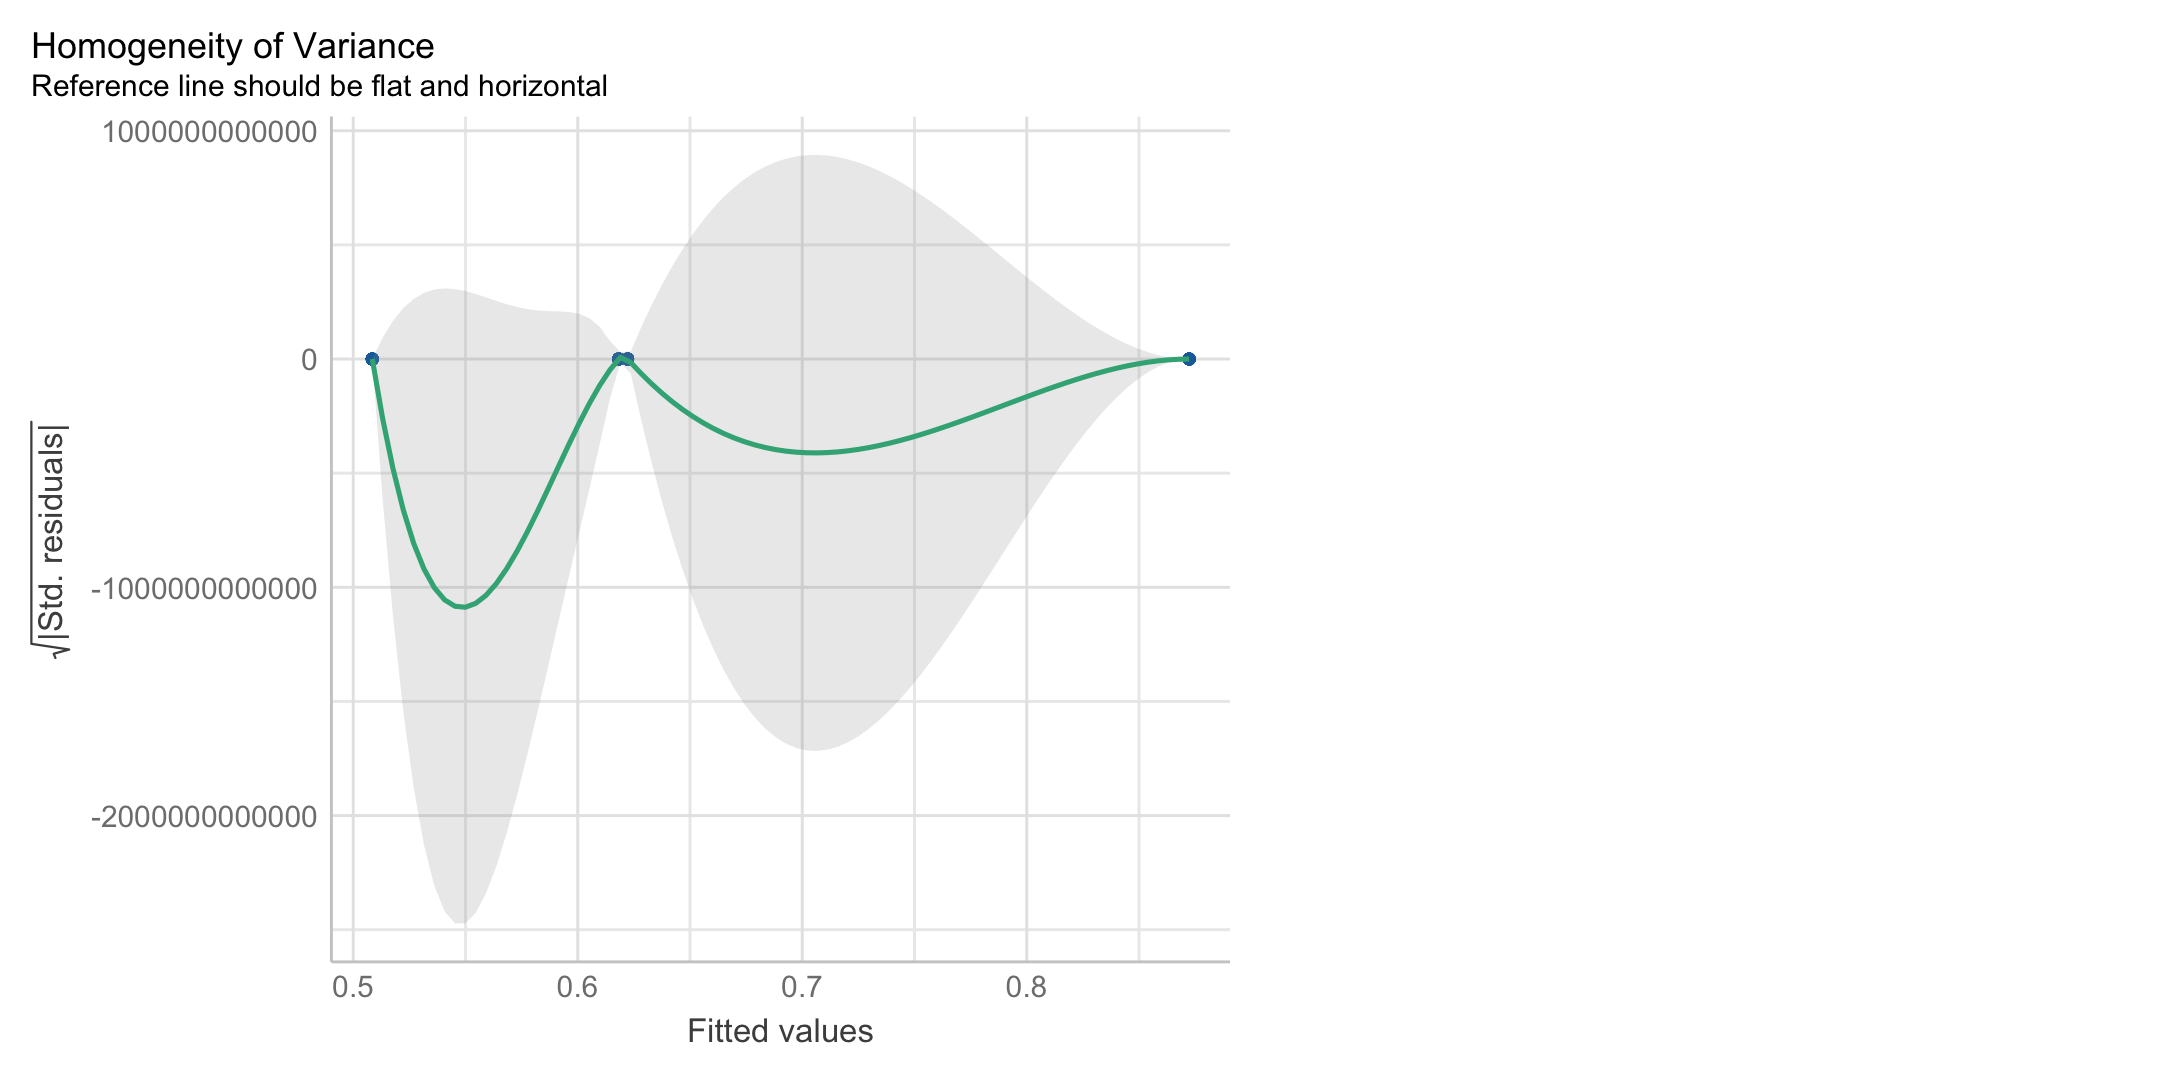 Homogeneity of Variance
Reference line should be flat and horizontal
1000000000000
0
-1000000000000
-2000000000000
√|Std. residuals|
0.5 0.6 0.7 0.8
Fitted values